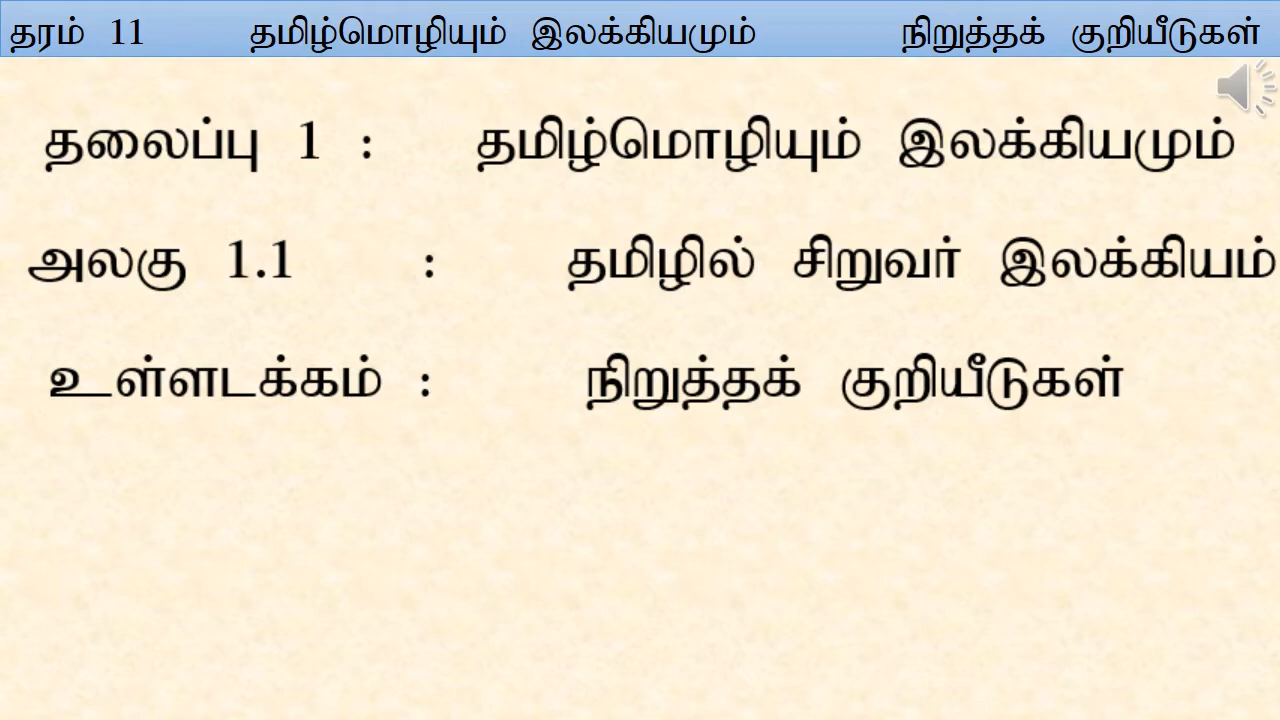 தரம் 11 தமிழ்மொழியும் இலக்கியமும் நிறுத்தக் குறியீடுகள்
தலைப்பு 1 : தமிழ்மொழியும் இலக்கியமும்
அலகு 1.1 : தமிழில் சிறுவர் இலக்கியம்
உள்ளடக்கம் : நிறுத்தக் குறியீடுகள்